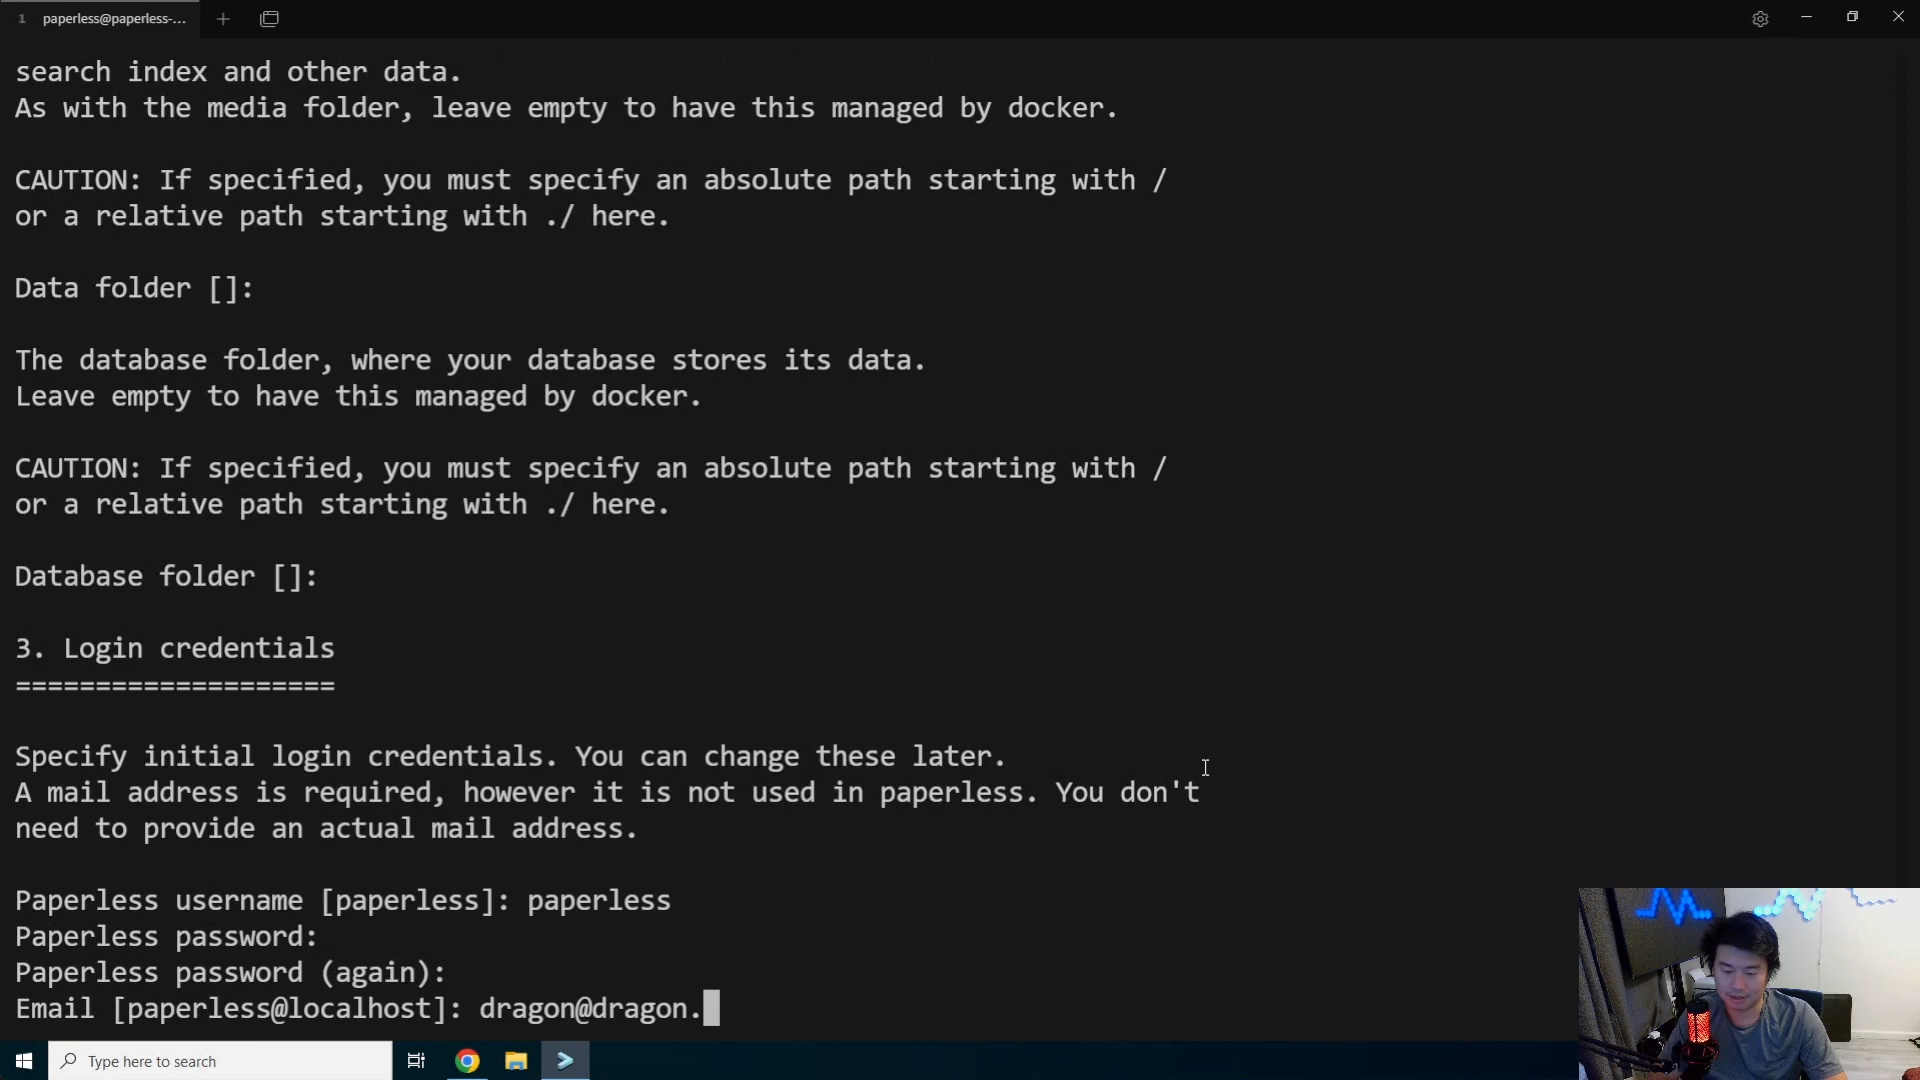 1 paperless@paperless-...
search index and other data.
As with the media folder, leave empty to have this managed by docker.
CAUTION: If specified, you must specify an absolute path starting with /
or a relative path starting with ./ here.
Data folder []:
The database folder, where your database stores its data.
Leave empty to have this managed by docker.
CAUTION: If specified, you must specify an absolute path starting with /
or a relative path starting with ./ here.
Database folder []:
3. Login credentials
====================
Specify initial login credentials. You can change these later.
A mail address is required, however it is not used in paperless. You don't
need to provide an actual mail address.
Paperless username [paperless]: paperless
Paperless password:
Paperless password (again):
Email [paperless@localhost]: dragon@dragon.
Type here to search